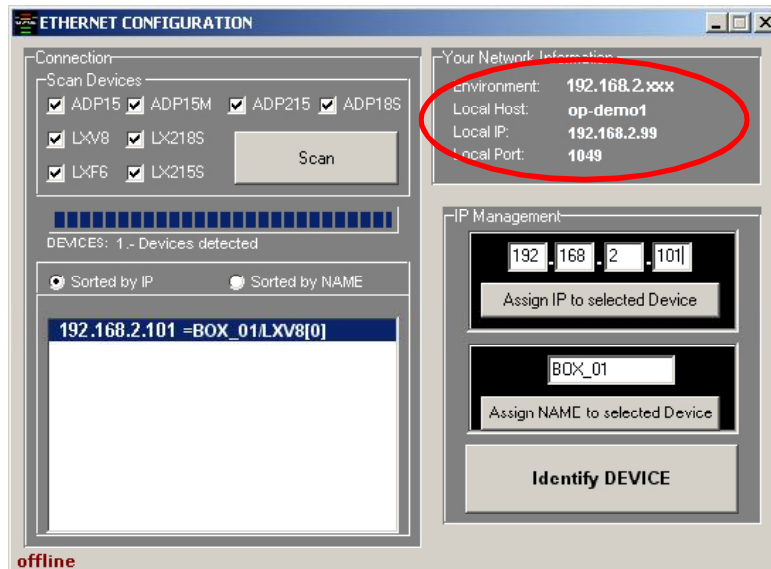 ETHERNET CONFIGURATION
Connection
Scan Devices
ADP15 ADP15M ADP215 ADP18S
LXV8 LX218S
LXF6 LX215S
Scan
DEVICES: 1.- Devices detected
Sorted by IP Sorted by NAME
192.168.2.101 =BOX_01/LXV8[0]
offline
Your Network Information
Environment: 192.168.2.xxx
Local Host: op-demo1
Local IP: 192.168.2.99
Local Port: 1049
IP Management
192 . 168 . 2 . 101
Assign IP to selected Device
BOX_01
Assign NAME to selected Device
Identify DEVICE